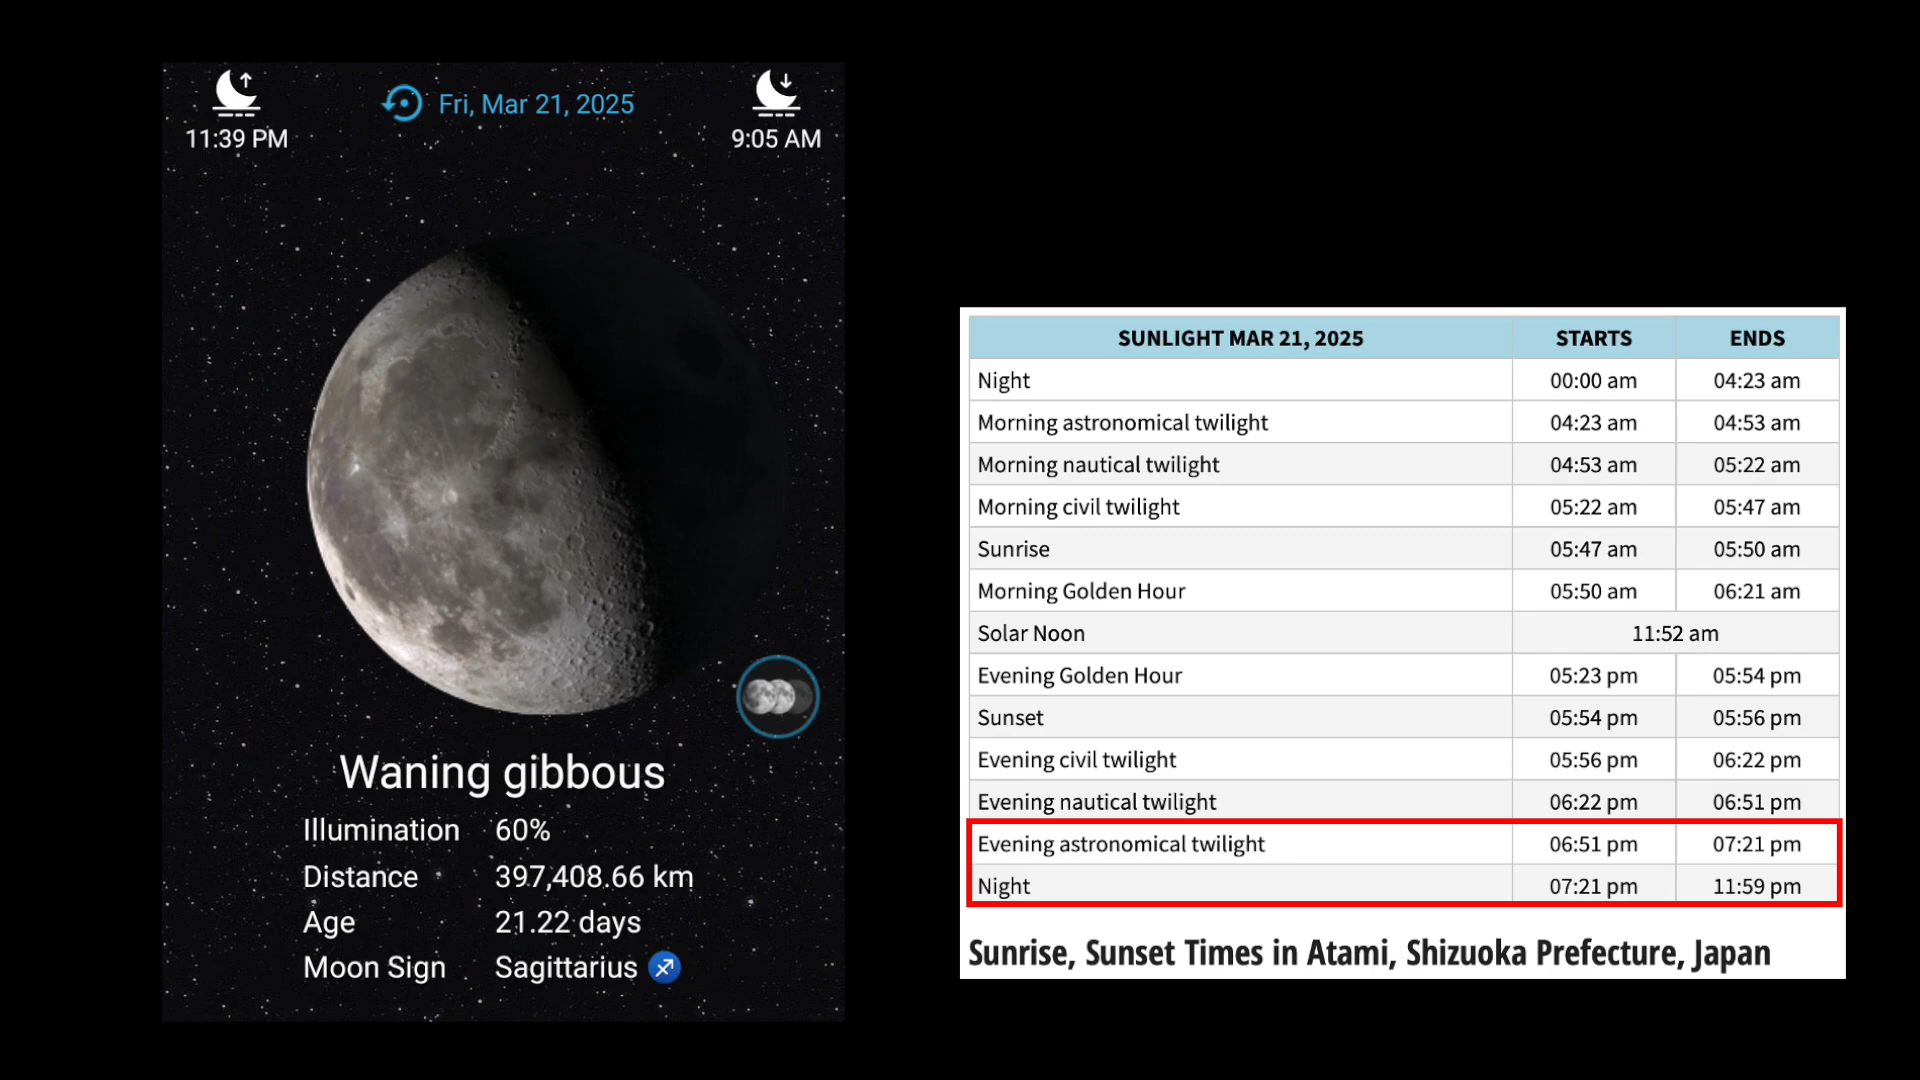 Fri, Mar 21, 2025
11:39 PM
9:05 AM
Waning gibbous
Illumination 60%
Distance 397,408.66 km
Age 21.22 days
Moon Sign Sagittarius
SUNLIGHT MAR 21, 2025 STARTS ENDS
Night 00:00 am 04:23 am
Morning astronomical twilight 04:23 am 04:53 am
Morning nautical twilight 04:53 am 05:22 am
Morning civil twilight 05:22 am 05:47 am
Sunrise 05:47 am 05:50 am
Morning Golden Hour 05:50 am 06:21 am
Solar Noon 11:52 am
Evening Golden Hour 05:23 pm 05:54 pm
Sunset 05:54 pm 05:56 pm
Evening civil twilight 05:56 pm 06:22 pm
Evening nautical twilight 06:22 pm 06:51 pm
Evening astronomical twilight 06:51 pm 07:21 pm
Night 07:21 pm 11:59 pm
Sunrise, Sunset Times in Atami, Shizuoka Prefecture, Japan